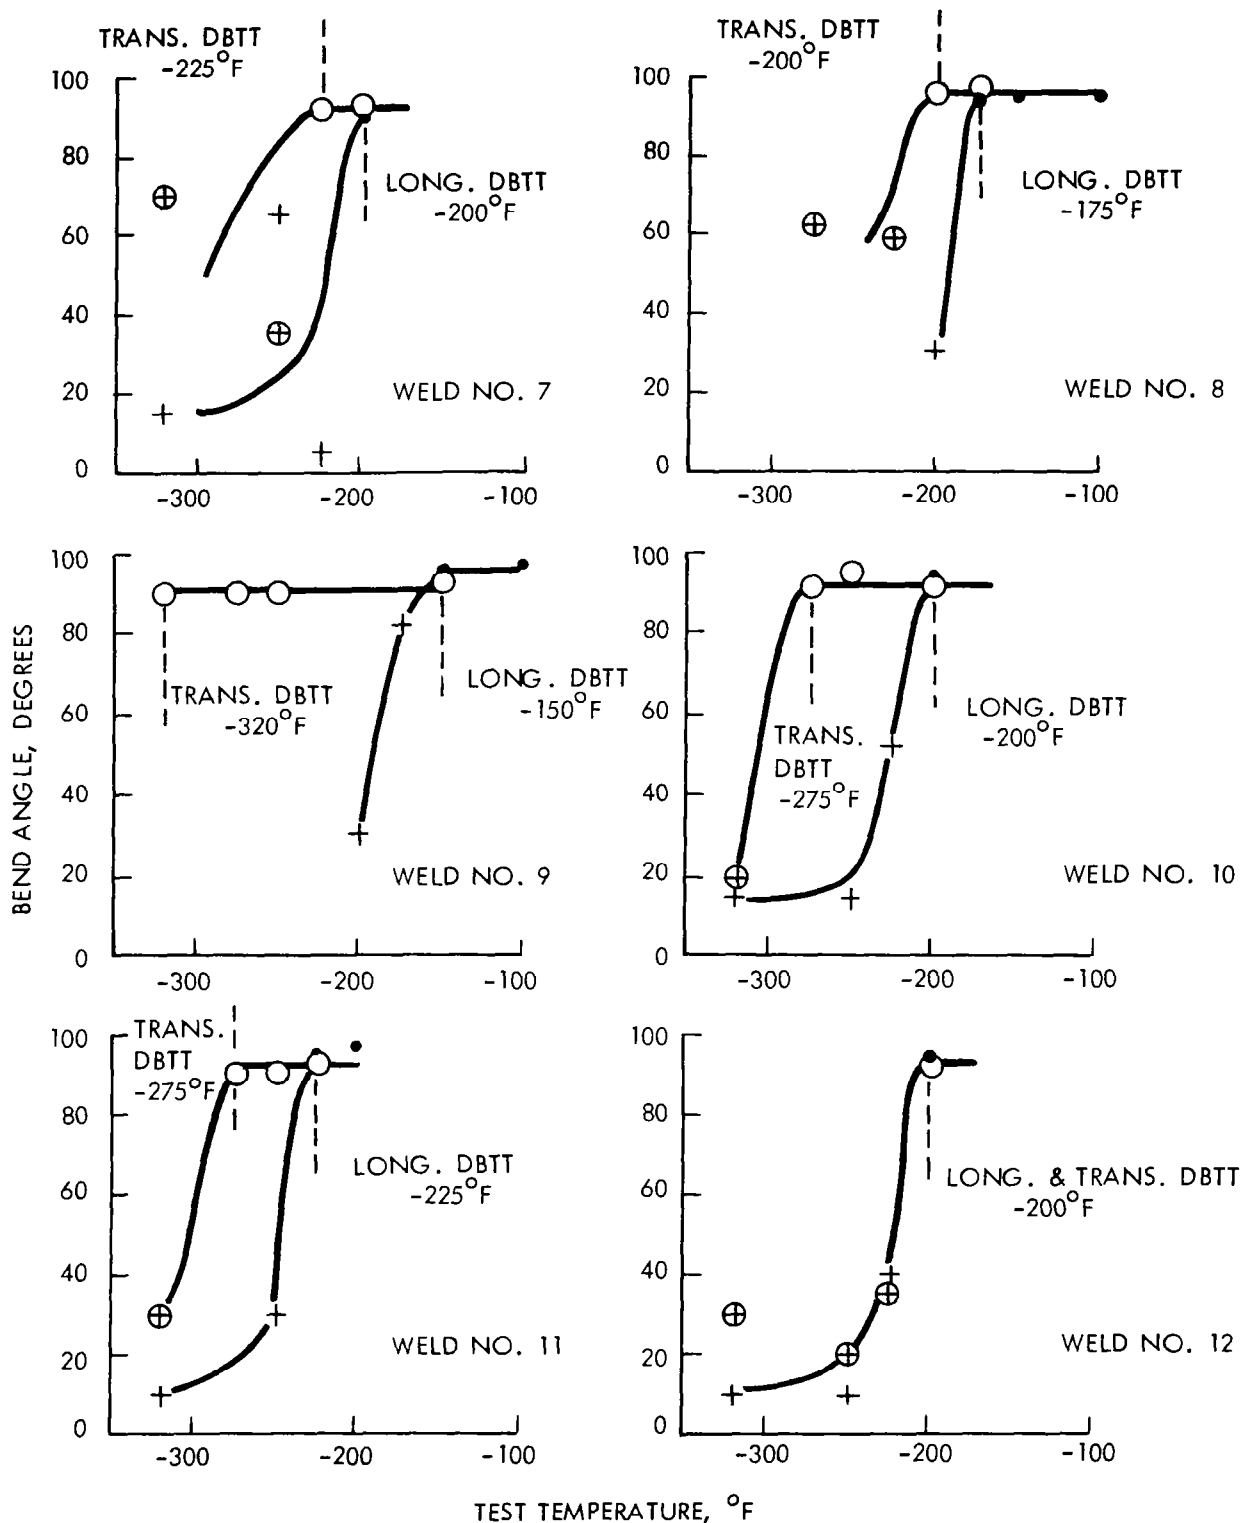 TRANS. DBTT
-225°F
100
80
60
40
20
0
-300
-200
-100
LONG. DBTT
-200°F
WELD NO. 7
TRANS. DBTT
-200°F
100
80
60
40
20
0
-300
-200
-100
LONG. DBTT
-175°F
WELD NO. 8
BEND ANGLE, DEGREES
100
80
60
40
20
0
-300
-200
-100
TRANS. DBTT
-320°F
LONG. DBTT
-150°F
WELD NO. 9
100
80
60
40
20
0
-300
-200
-100
TRANS.
DBTT
-275°F
LONG. DBTT
-200°F
WELD NO. 10
100
80
60
40
20
0
-300
-200
-100
TRANS.
DBTT
-275°F
LONG. DBTT
-225°F
WELD NO. 11
100
80
60
40
20
0
-300
-200
-100
LONG. & TRANS. DBTT
-200°F
WELD NO. 12
TEST TEMPERATURE, °F